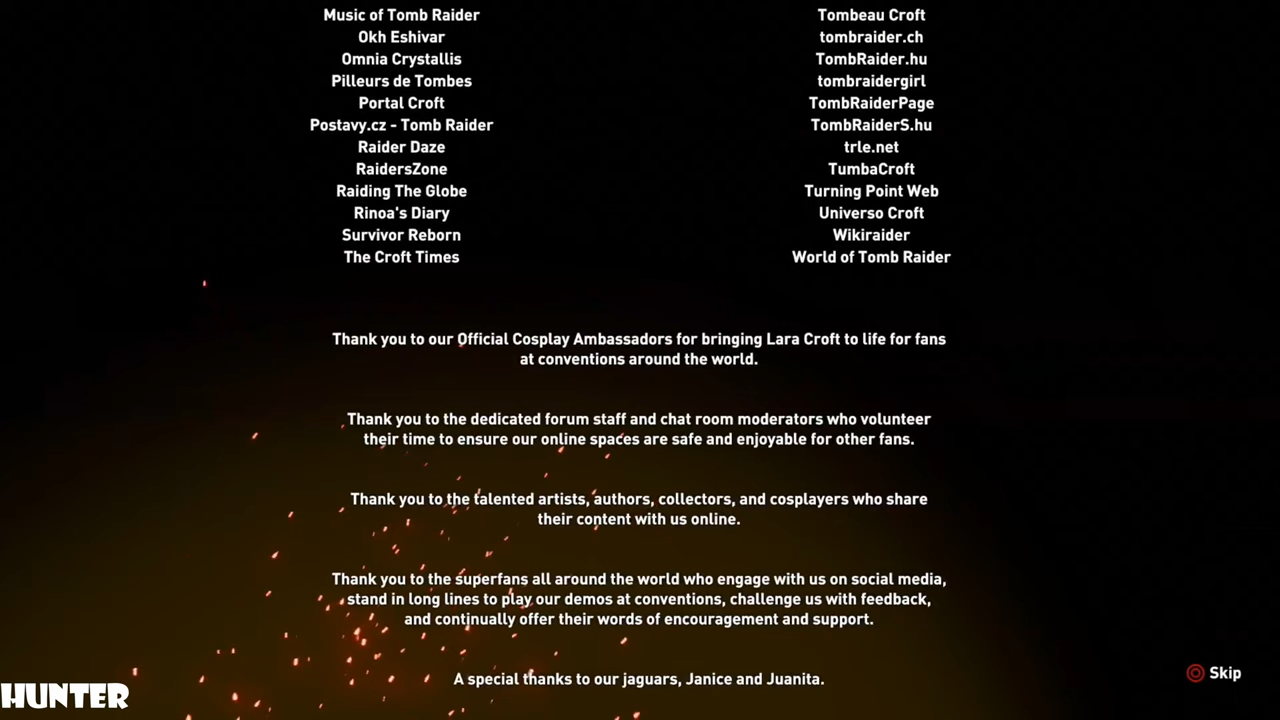 Music of Tomb Raider
Okh Eshivar
Omnia Crystallis
Pilleurs de Tombes
Portal Croft
Postavy.cz - Tomb Raider
Raider Daze
RaidersZone
Raiding The Globe
Rinoa's Diary
Survivor Reborn
The Croft Times
Tombeau Croft
tombraider.ch
TombRaider.hu
tombraidergirl
TombRaiderPage
TombRaiderS.hu
trle.net
TumbaCroft
Turning Point Web
Universo Croft
Wikiraider
World of Tomb Raider
Thank you to our Official Cosplay Ambassadors for bringing Lara Croft to life for fans
at conventions around the world.
Thank you to the dedicated forum staff and chat room moderators who volunteer
their time to ensure our online spaces are safe and enjoyable for other fans.
Thank you to the talented artists, authors, collectors, and cosplayers who share
their content with us online.
Thank you to the superfans all around the world who engage with us on social media,
stand in long lines to play our demos at conventions, challenge us with feedback,
and continually offer their words of encouragement and support.
A special thanks to our jaguars, Janice and Juanita.
Skip
HUNTER